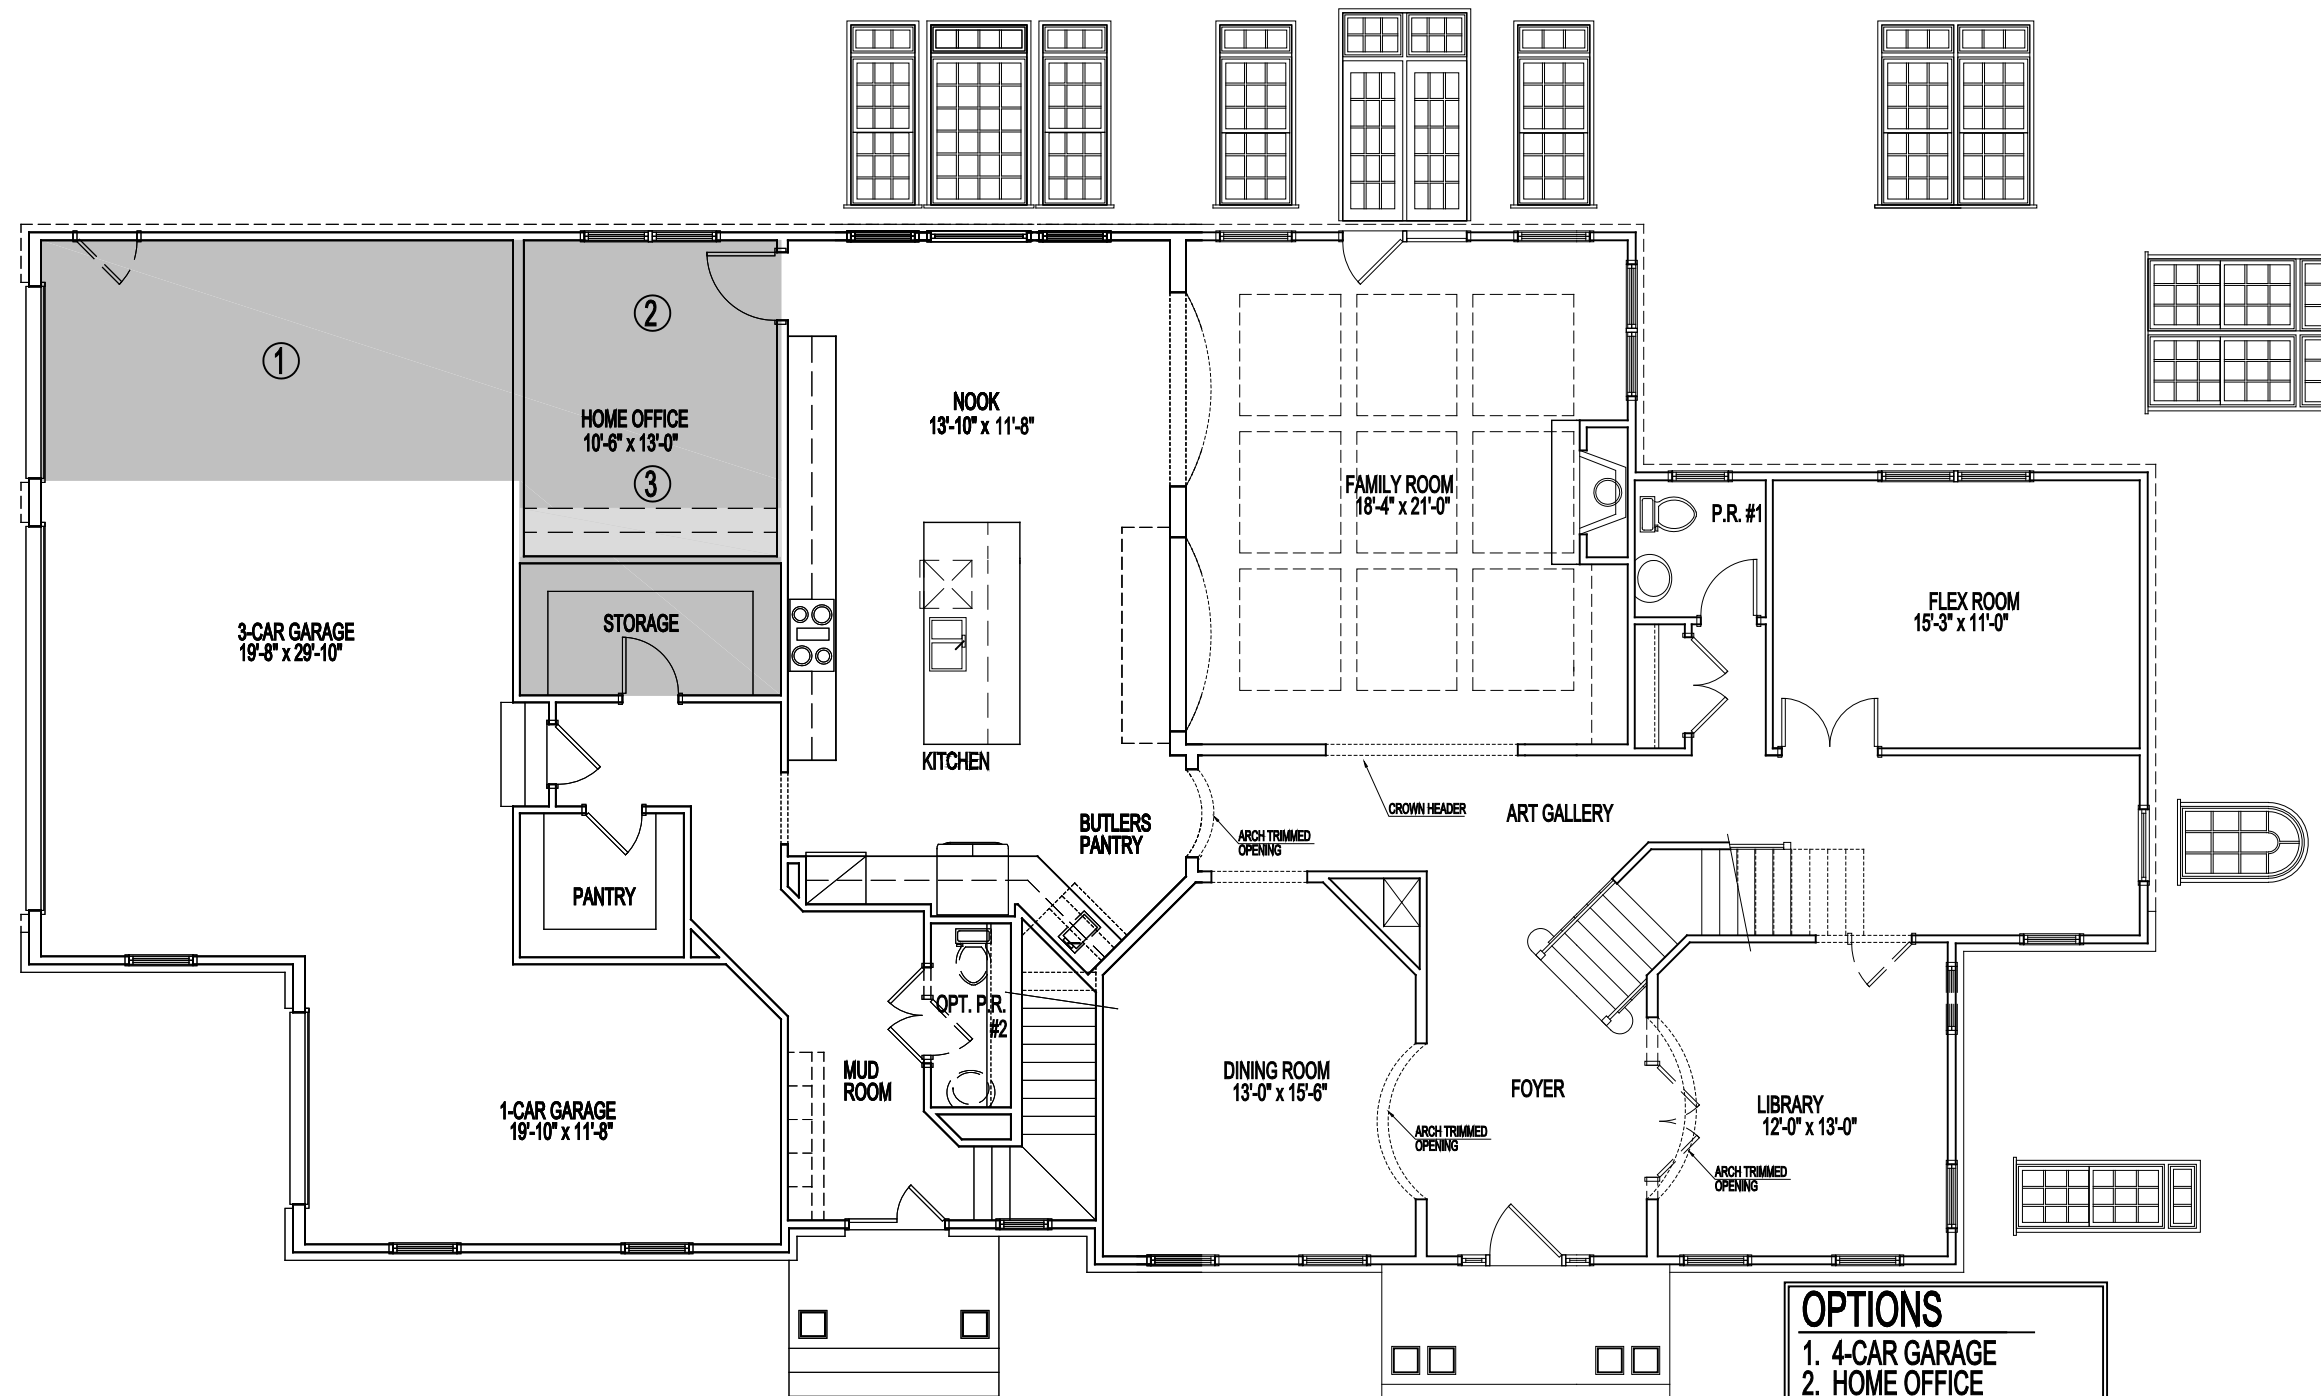 ①
②
HOME OFFICE
10'-6" x 13'-0"
③
NOOK
13'-10" x 11'-8"
FAMILY ROOM
18'-4" x 21'-0"
P.R. #1
FLEX ROOM
15'-3" x 11'-0"
3-CAR GARAGE
19'-8" x 29'-10"
STORAGE
KITCHEN
BUTLERS
PANTRY
CROWN HEADER
ART GALLERY
ARCH TRIMMED
OPENING
PANTRY
OPT. P.R.
#2
MUD
ROOM
DINING ROOM
13'-0" x 15'-6"
FOYER
LIBRARY
12'-0" x 13'-0"
1-CAR GARAGE
19'-10" x 11'-8"
ARCH TRIMMED
OPENING
ARCH TRIMMED
OPENING
OPTIONS
1. 4-CAR GARAGE
2. HOME OFFICE